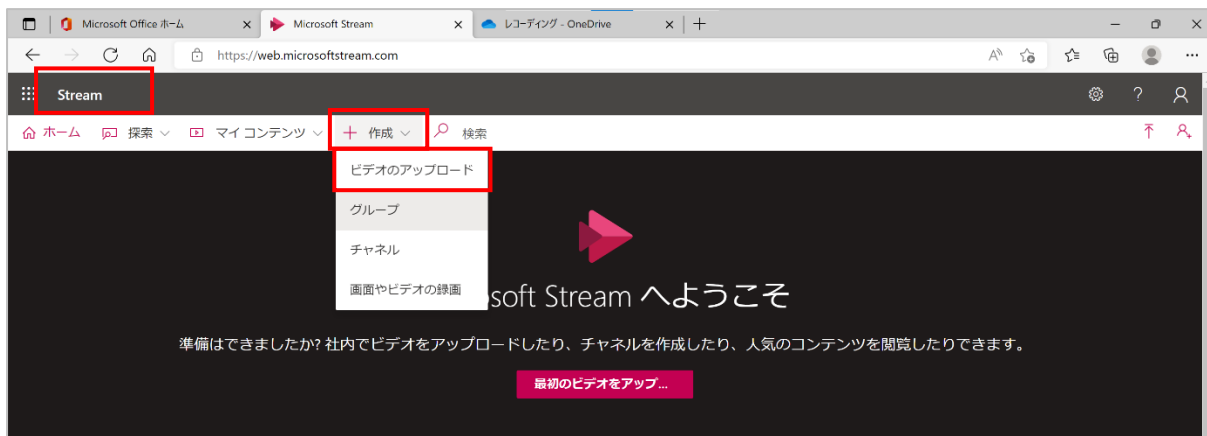 Microsoft Office ホーム
Microsoft Stream
レコーディング - OneDrive
https://web.microsoftstream.com
Stream
ホーム 探索 マイ コンテンツ 作成 検索
ビデオのアップロード
グループ
チャネル
画面やビデオの録画
soft Stream へようこそ
準備はできましたか? 社内でビデオをアップロードしたり、チャネルを作成したり、人気のコンテンツを閲覧したりできます。
最初のビデオをアップ...